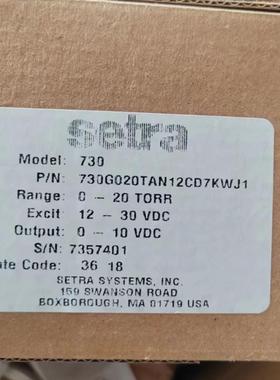 setra
Model: 730
P/N: 730G020TAN12CD7KWJ1
Range: 0 - 20 TORR
Excit: 12 - 30 VDC
Output: 0 - 10 VDC
S/N: 7357401
ate Code: 36 18
SETRA SYSTEMS, INC.
159 SWANSON ROAD
BOXBOROUGH, MA 01719 USA